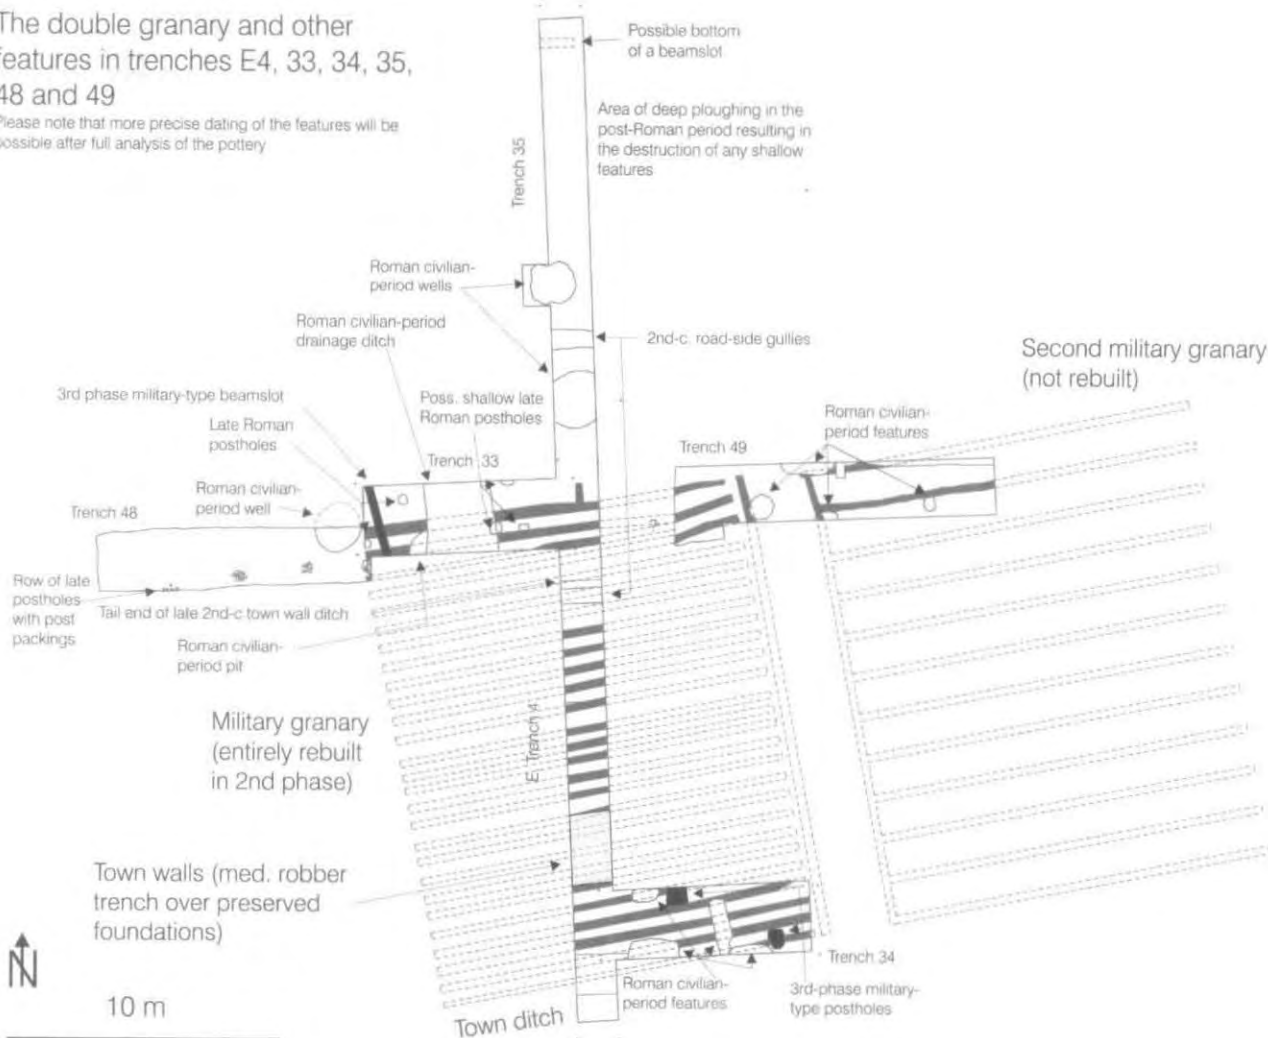 The double granary and other
features in trenches E4, 33, 34, 35,
48 and 49
Please note that more precise dating of the features will be
possible after full analysis of the pottery
Possible bottom
of a beamslot
Area of deep ploughing in the
post-Roman period resulting in
the destruction of any shallow
features
Trench 35
Roman civilian-
period wells
Roman civilian-period
drainage ditch
2nd-c. road-side gullies
Second military granary
(not rebuilt)
3rd phase military-type beamslot
Poss. shallow late
Roman postholes
Late Roman
postholes
Roman civilian-
period features
Trench 33
Trench 49
Roman civilian-
period well
Trench 48
Row of late
postholes
with post
packings
Tail end of late 2nd-c town wall ditch
Roman civilian-
period pit
Military granary
(entirely rebuilt
in 2nd phase)
'E' Trench 4
Town walls (med. robber
trench over preserved
foundations)
N
10 m
Trench 34
Roman civilian-
period features
3rd-phase military-
type postholes
Town ditch